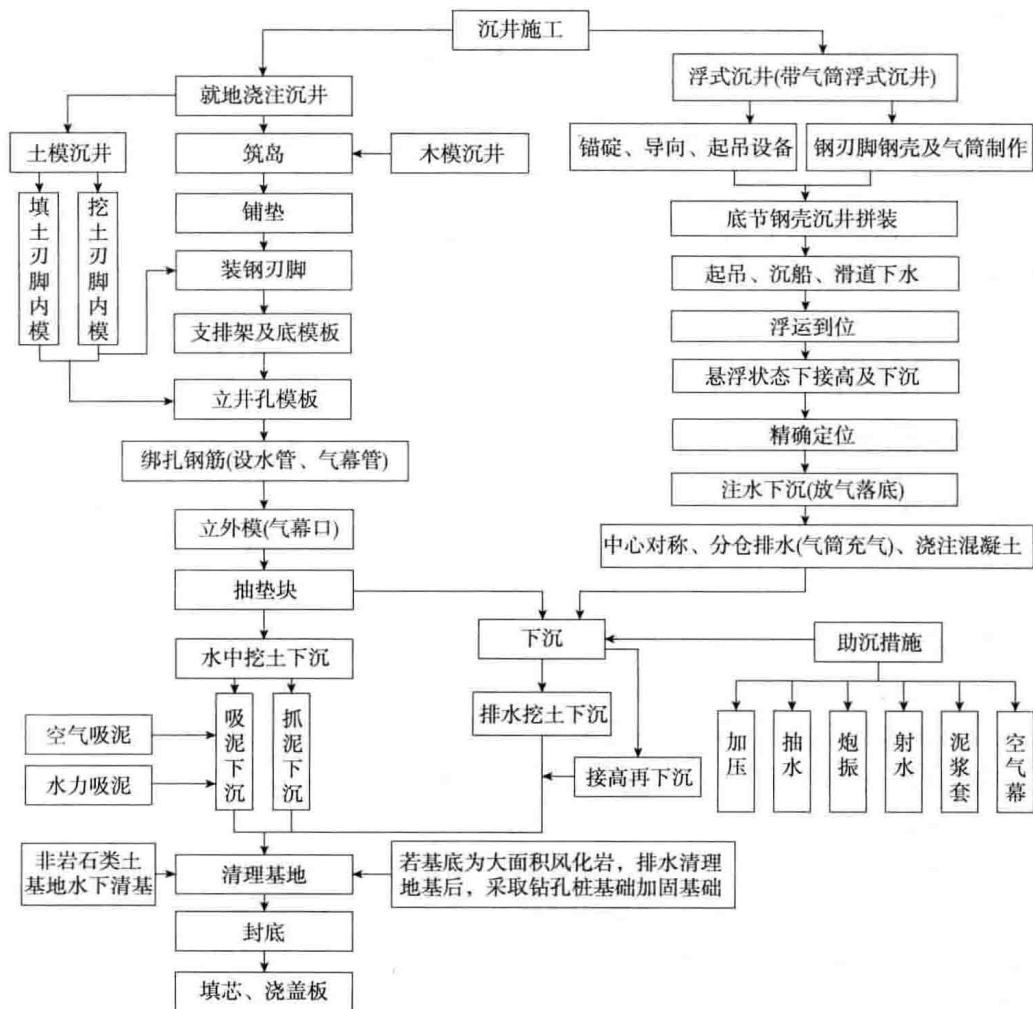 沉井施工
就地浇注沉井
浮式沉井(带气筒浮式沉井)
土模沉井
筑岛
木模沉井
锚碇、导向、起吊设备
钢刃脚钢壳及气筒制作
填土刃脚内模
挖土刃脚内模
铺垫
底节钢壳沉井拼装
装钢刃脚
起吊、沉船、滑道下水
支排架及底模板
浮运到位
立井孔模板
悬浮状态下接高及下沉
绑扎钢筋(设水管、气幕管)
精确定位
立外模(气幕口)
注水下沉(放气落底)
中心对称、分仓排水(气筒充气)、浇注混凝土
抽垫块
下沉
助沉措施
水中挖土下沉
吸泥下沉
抓泥下沉
排水挖土下沉
加压
抽水
炮振
射水
泥浆套
空气幕
空气吸泥
水力吸泥
接高再下沉
非岩石类土
基地水下清基
清理基地
若基底为大面积风化岩，排水清理
地基后，采取钻孔桩基础加固基础
封底
填芯、浇盖板